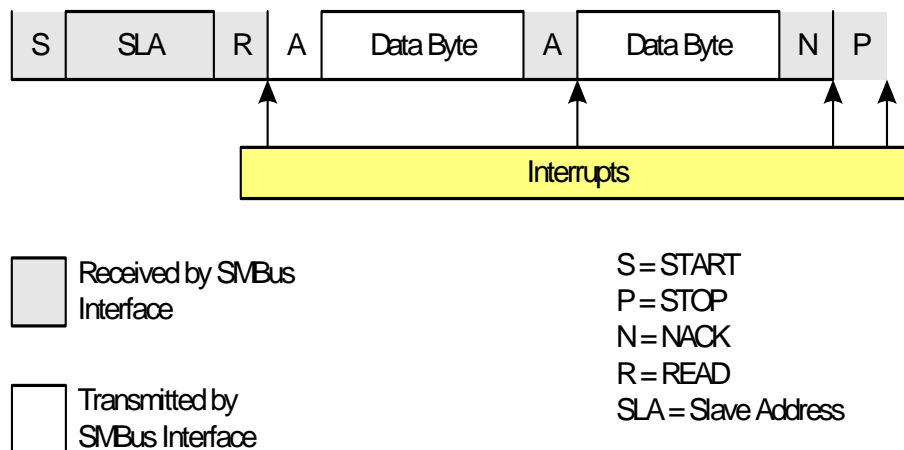 S SLA R A Data Byte A Data Byte N P
Interrupts
Received by SMBus
Interface
Transmitted by
SMBus Interface
S = START
P = STOP
N = NACK
R = READ
SLA = Slave Address